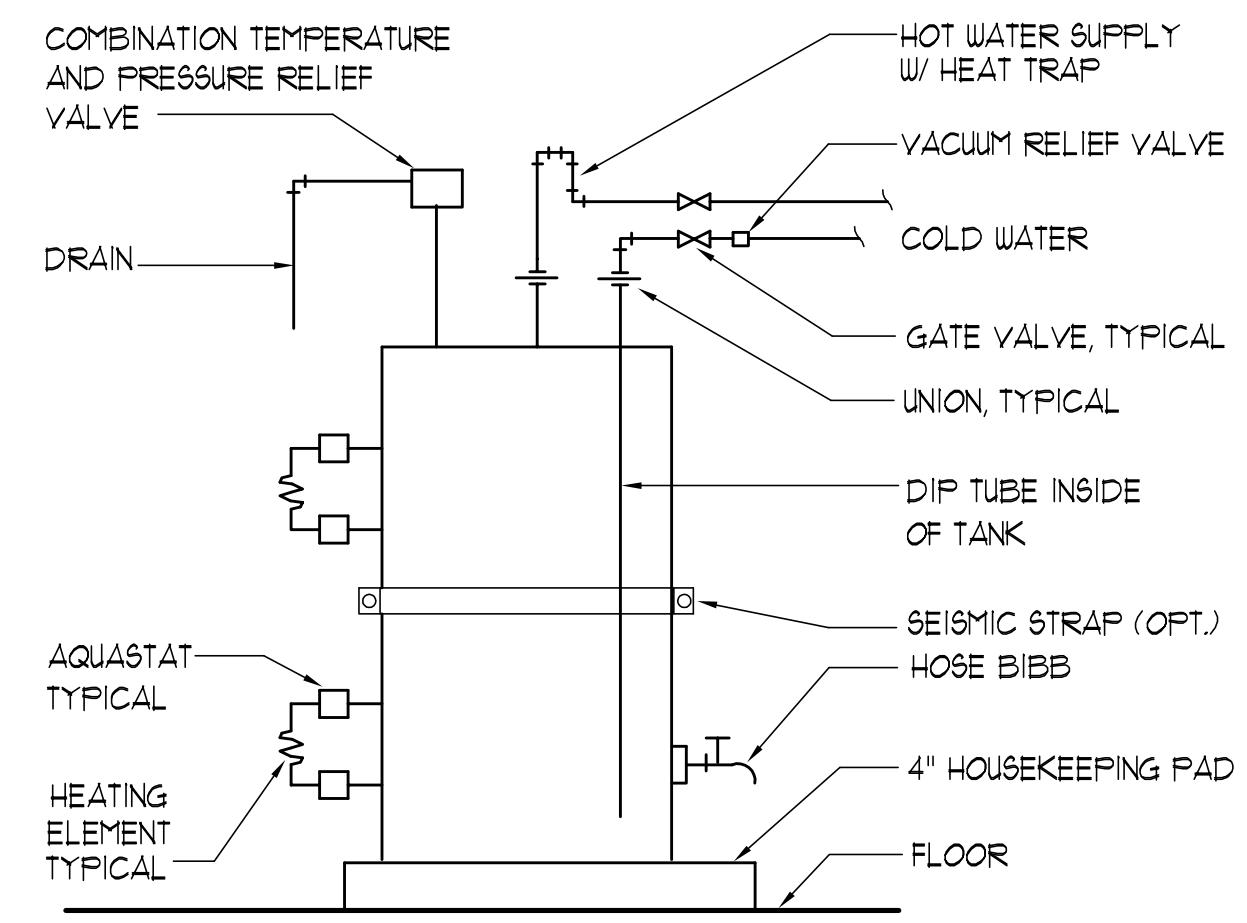 COMBINATION TEMPERATURE
AND PRESSURE RELIEF
VALVE
DRAIN
HOT WATER SUPPLY
W/ HEAT TRAP
VACUUM RELIEF VALVE
COLD WATER
GATE VALVE, TYPICAL
UNION, TYPICAL
DIP TUBE INSIDE
OF TANK
SEISMIC STRAP (OPT.)
HOSE BIBB
AQUASTAT
TYPICAL
HEATING
ELEMENT
TYPICAL
4" HOUSEKEEPING PAD
FLOOR